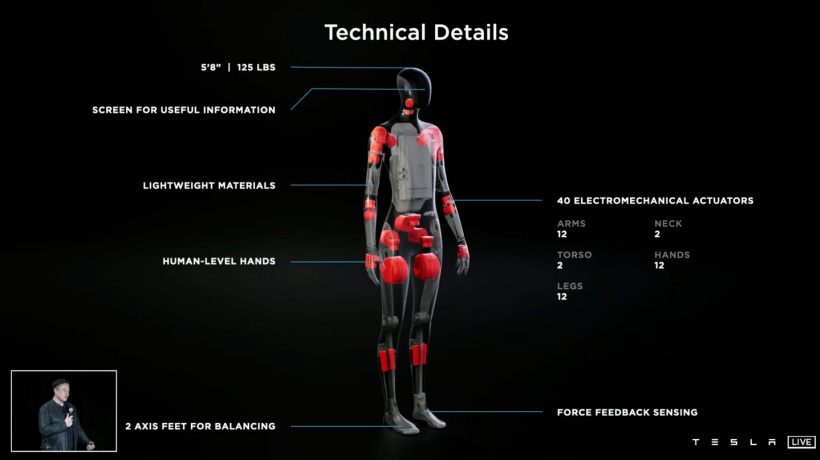 Technical Details
5'8" | 125 LBS
SCREEN FOR USEFUL INFORMATION
LIGHTWEIGHT MATERIALS
HUMAN-LEVEL HANDS
2 AXIS FEET FOR BALANCING
40 ELECTROMECHANICAL ACTUATORS
ARMS
12
NECK
2
TORSO
2
HANDS
12
LEGS
12
FORCE FEEDBACK SENSING
TESLA LIVE